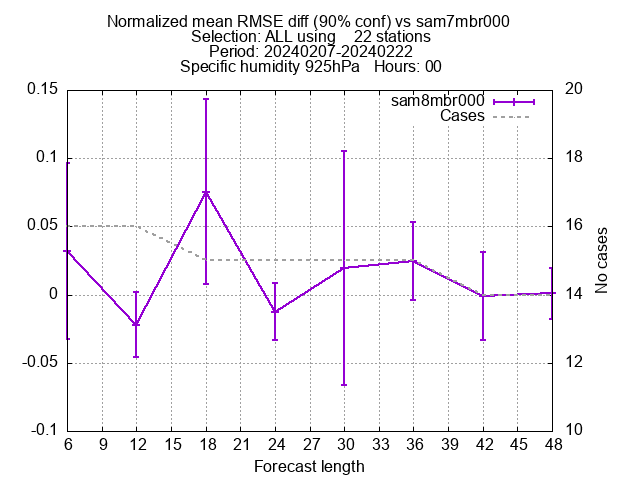 Normalized mean RMSE diff (90% conf) vs sam7mbr000
Selection: ALL using    22 stations
Period: 20240207-20240222
Specific humidity 925hPa   Hours: 00
0.15
0.1
0.05
0
-0.05
-0.1
20
18
16
14
12
10
sam8mbr000
Cases
No cases
6 9 12 15 18 21 24 27 30 33 36 39 42 45 48
Forecast length